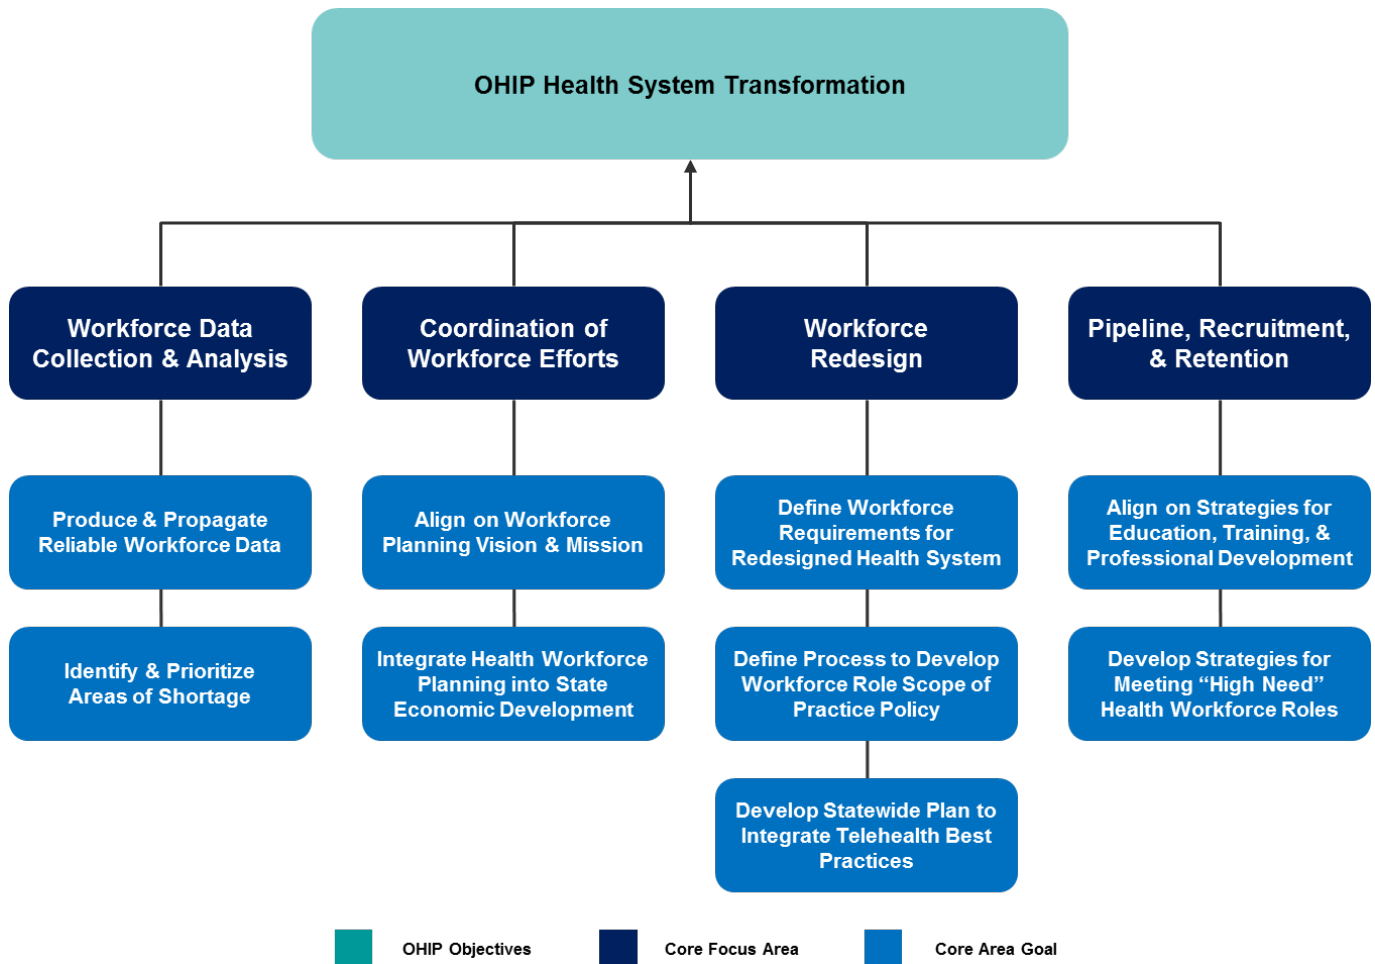 OHIP Health System Transformation
Workforce Data
Collection & Analysis
Coordination of
Workforce Efforts
Workforce
Redesign
Pipeline, Recruitment,
& Retention
Produce & Propagate
Reliable Workforce Data
Align on Workforce
Planning Vision & Mission
Define Workforce
Requirements for
Redesigned Health System
Align on Strategies for
Education, Training, &
Professional Development
Identify & Prioritize
Areas of Shortage
Integrate Health Workforce
Planning into State
Economic Development
Define Process to Develop
Workforce Role Scope of
Practice Policy
Develop Strategies for
Meeting “High Need”
Health Workforce Roles
Develop Statewide Plan to
Integrate Telehealth Best
Practices
OHIP Objectives
Core Focus Area
Core Area Goal